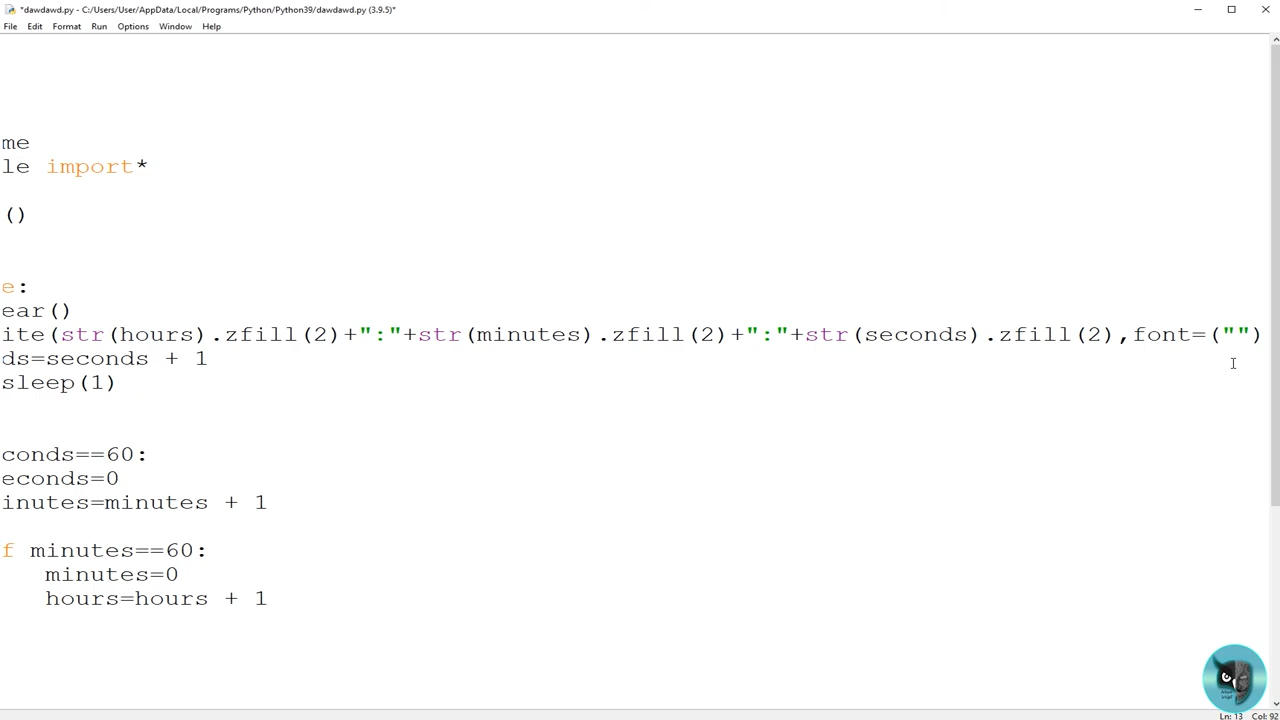 *dawdawd.py - C:/Users/User/AppData/Local/Programs/Python/Python39/dawdawd.py (3.9.5)*
File Edit Format Run Options Window Help
me
le import*
()
e:
ear()
ite(str(hours).zfill(2)+":"+str(minutes).zfill(2)+":"+str(seconds).zfill(2),font=("")
ds=seconds + 1
sleep(1)
conds==60:
econds=0
inutes=minutes + 1
f minutes==60:
minutes=0
hours=hours + 1
Ln: 13 Col: 92